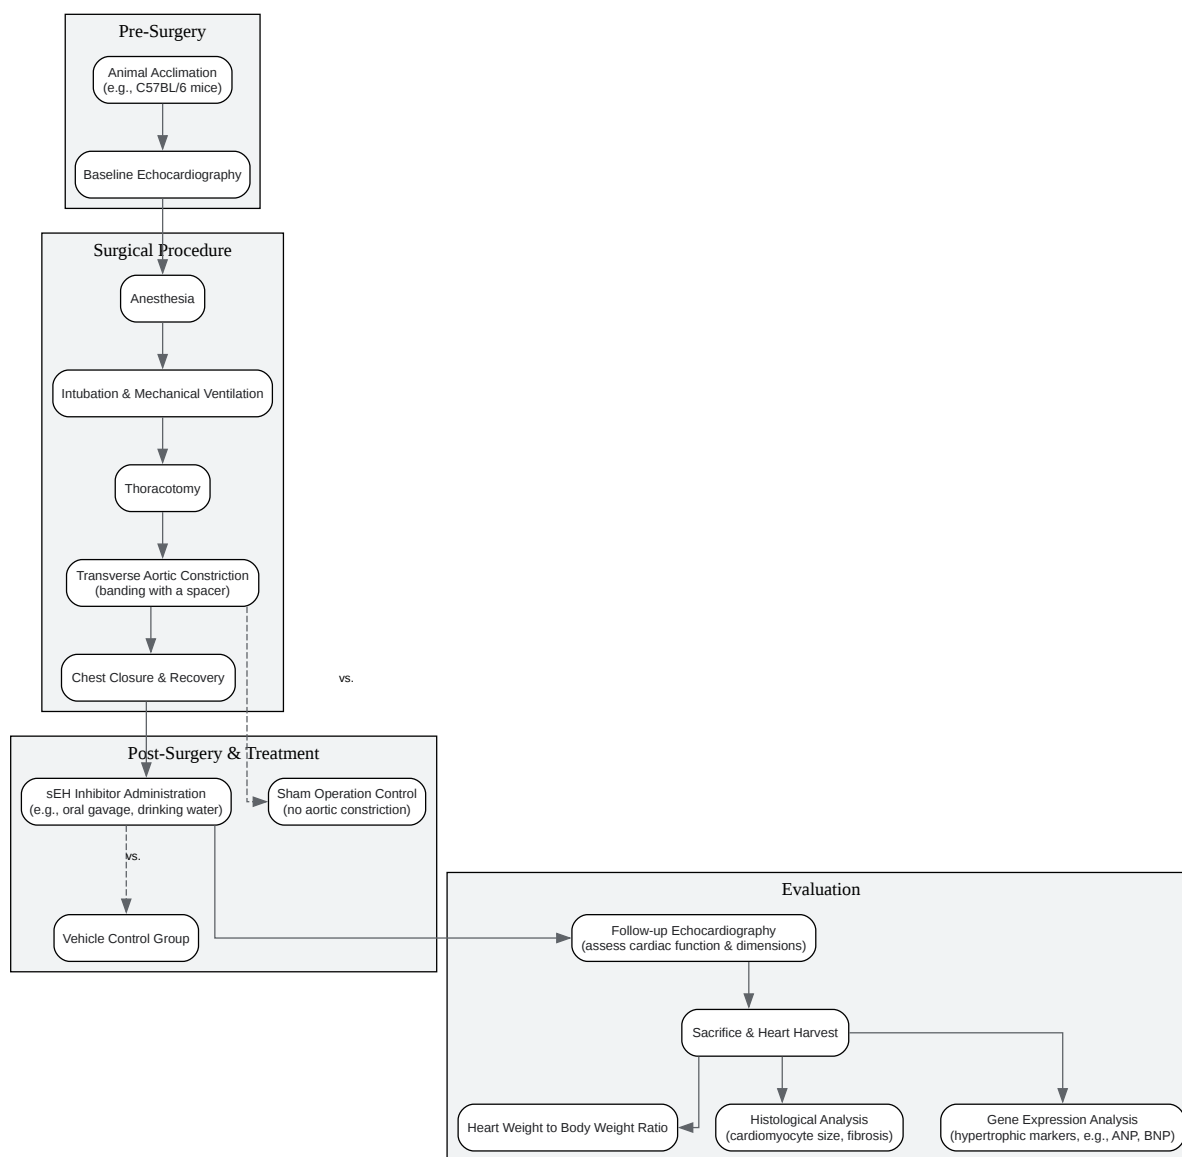 Pre-Surgery
Animal Acclimation
(e.g., C57BL/6 mice)
Baseline Echocardiography
Surgical Procedure
Anesthesia
Intubation & Mechanical Ventilation
Thoracotomy
Transverse Aortic Constriction
(banding with a spacer)
Chest Closure & Recovery
vs.
Post-Surgery & Treatment
sEH Inhibitor Administration
(e.g., oral gavage, drinking water)
Sham Operation Control
(no aortic constriction)
vs.
Vehicle Control Group
Evaluation
Follow-up Echocardiography
(assess cardiac function & dimensions)
Sacrifice & Heart Harvest
Heart Weight to Body Weight Ratio
Histological Analysis
(cardiomyocyte size, fibrosis)
Gene Expression Analysis
(hypertrophic markers, e.g., ANP, BNP)